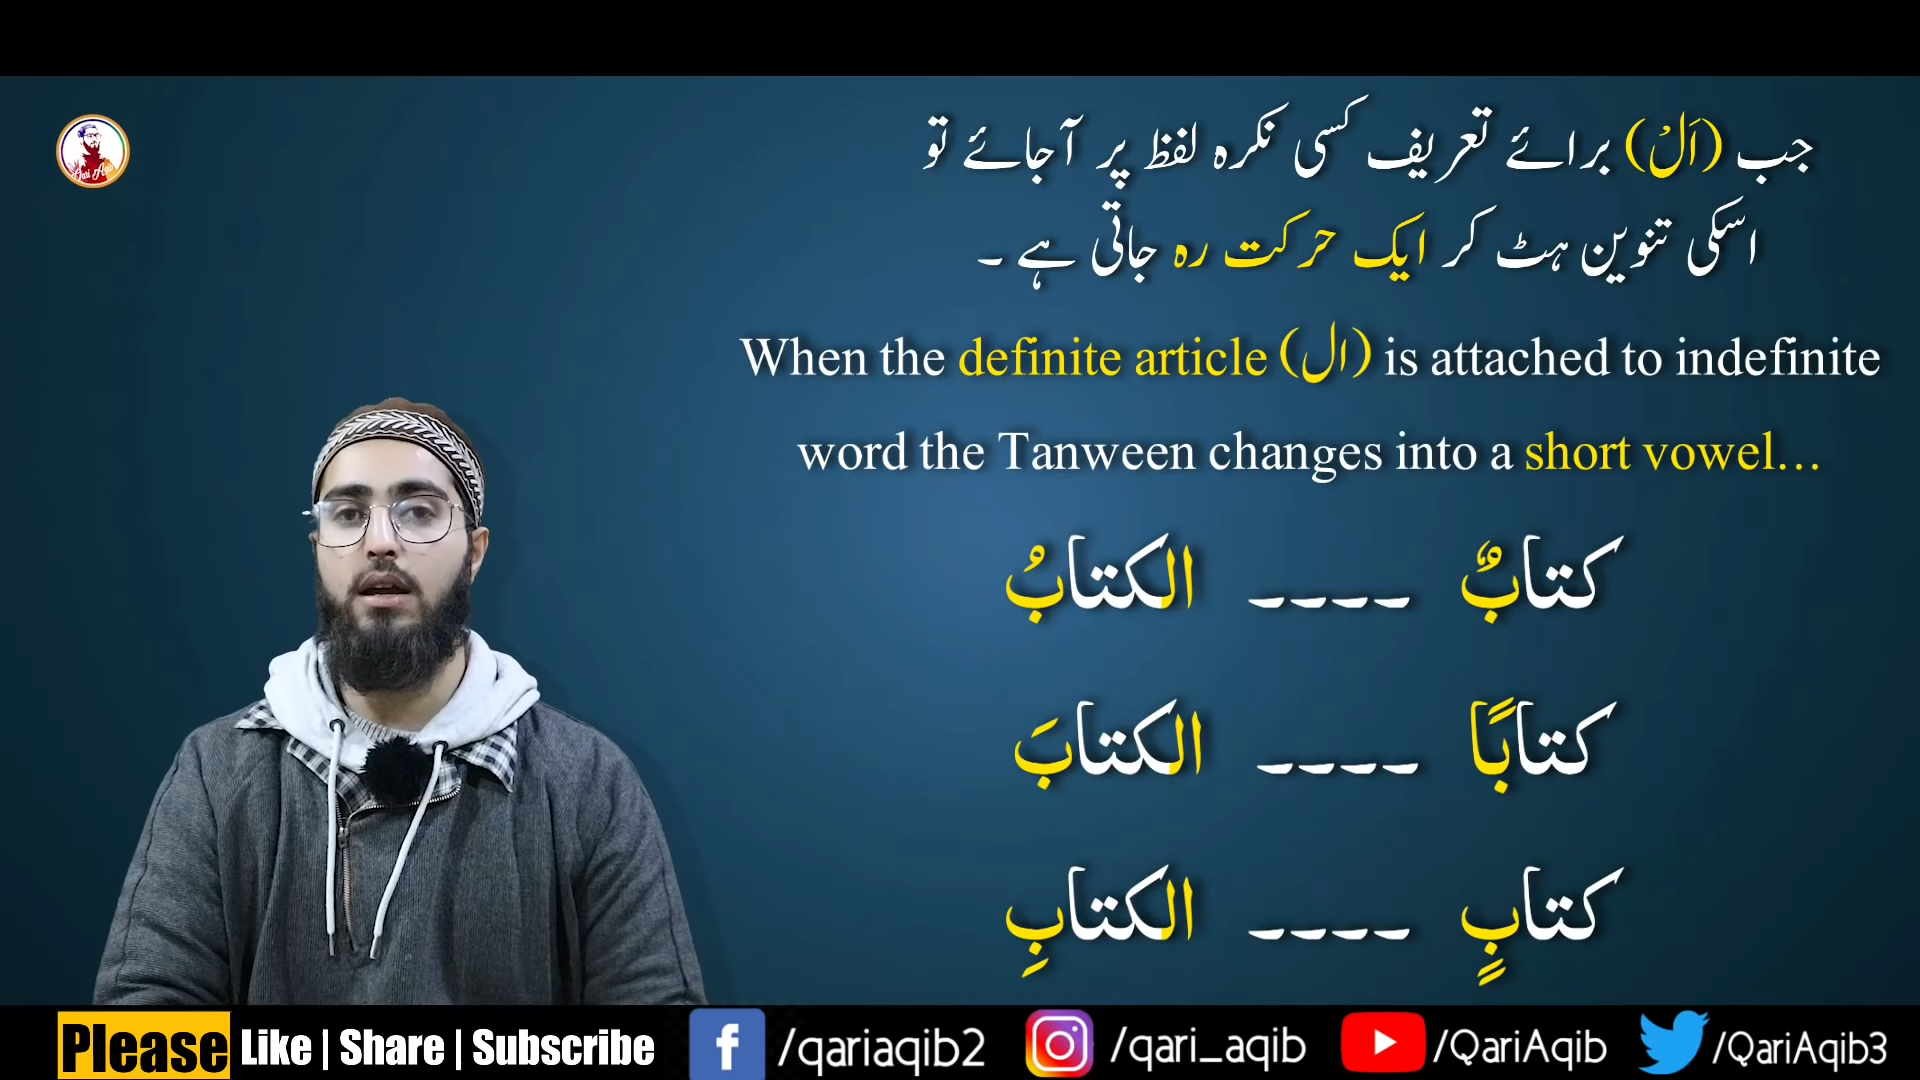 جب (اَلْ) برائے تعریف کسی نکرہ لفظ پر آجائے تو
اسکی تنوین ہٹ کر ایک حرکت رہ جاتی ہے ۔
When the definite article (ال) is attached to indefinite
word the Tanween changes into a short vowel...
كتابٌ ---- الكتابُ
كتابًا ---- الكتابَ
كتابٍ ---- الكتابِ
Qari Aqib
Please Like | Share | Subscribe /qariaqib2 /qari_aqib /QariAqib /QariAqib3